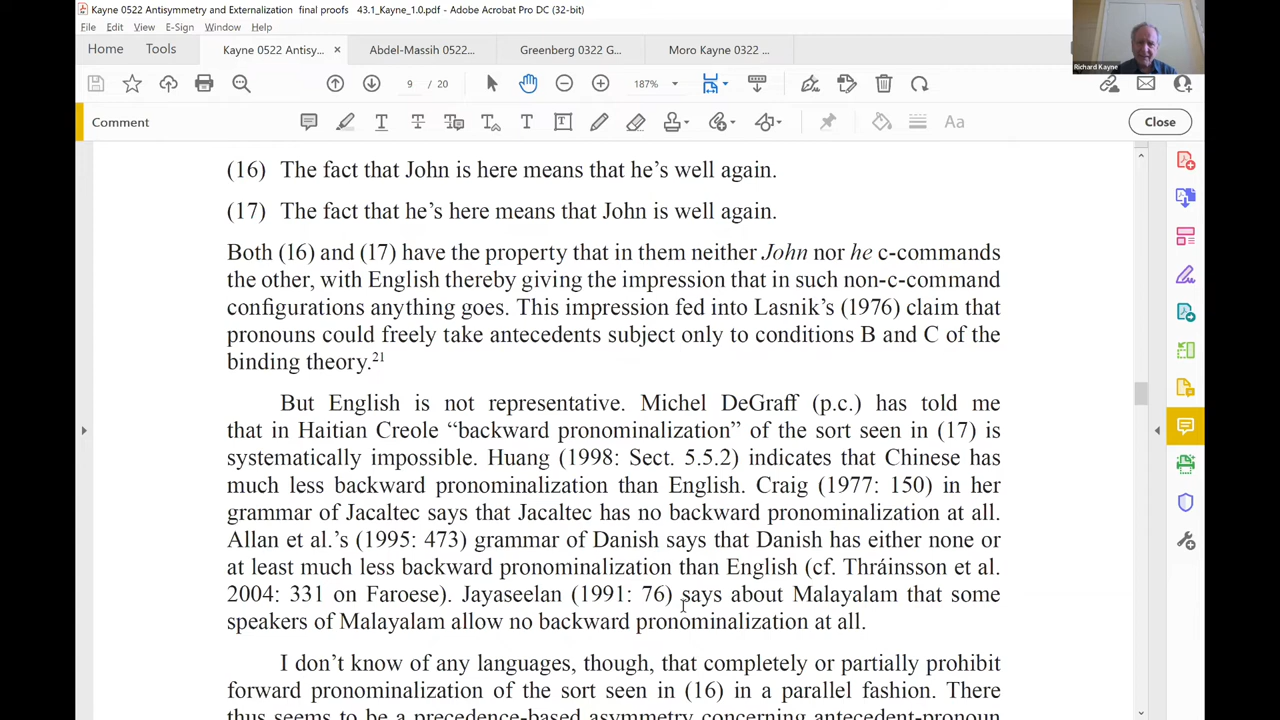 Kayne 0522 Antisymmetry and Externalization final proofs 43.1_Kayne_1.0.pdf - Adobe Acrobat Pro DC (32-bit)
File Edit View E-Sign Window Help
Home Tools Kayne 0522 Antisy... × Abdel-Massih 0522... Greenberg 0322 G... Moro Kayne 0322 ...
Richard Kayne
/ 187%
Comment Aa Close
(16) The fact that John is here means that he’s well again.
(17) The fact that he’s here means that John is well again.
Both (16) and (17) have the property that in them neither John nor he c-commands
the other, with English thereby giving the impression that in such non-c-command
configurations anything goes. This impression fed into Lasnik’s (1976) claim that
pronouns could freely take antecedents subject only to conditions B and C of the
binding theory.21
But English is not representative. Michel DeGraff (p.c.) has told me
that in Haitian Creole “backward pronominalization” of the sort seen in (17) is
systematically impossible. Huang (1998: Sect. 5.5.2) indicates that Chinese has
much less backward pronominalization than English. Craig (1977: 150) in her
grammar of Jacaltec says that Jacaltec has no backward pronominalization at all.
Allan et al.’s (1995: 473) grammar of Danish says that Danish has either none or
at least much less backward pronominalization than English (cf. Thráinsson et al.
2004: 331 on Faroese). Jayaseelan (1991: 76) says about Malayalam that some
speakers of Malayalam allow no backward pronominalization at all.
I don’t know of any languages, though, that completely or partially prohibit
forward pronominalization of the sort seen in (16) in a parallel fashion. There
thus seems to be a precedence-based asymmetry concerning antecedent-pronoun